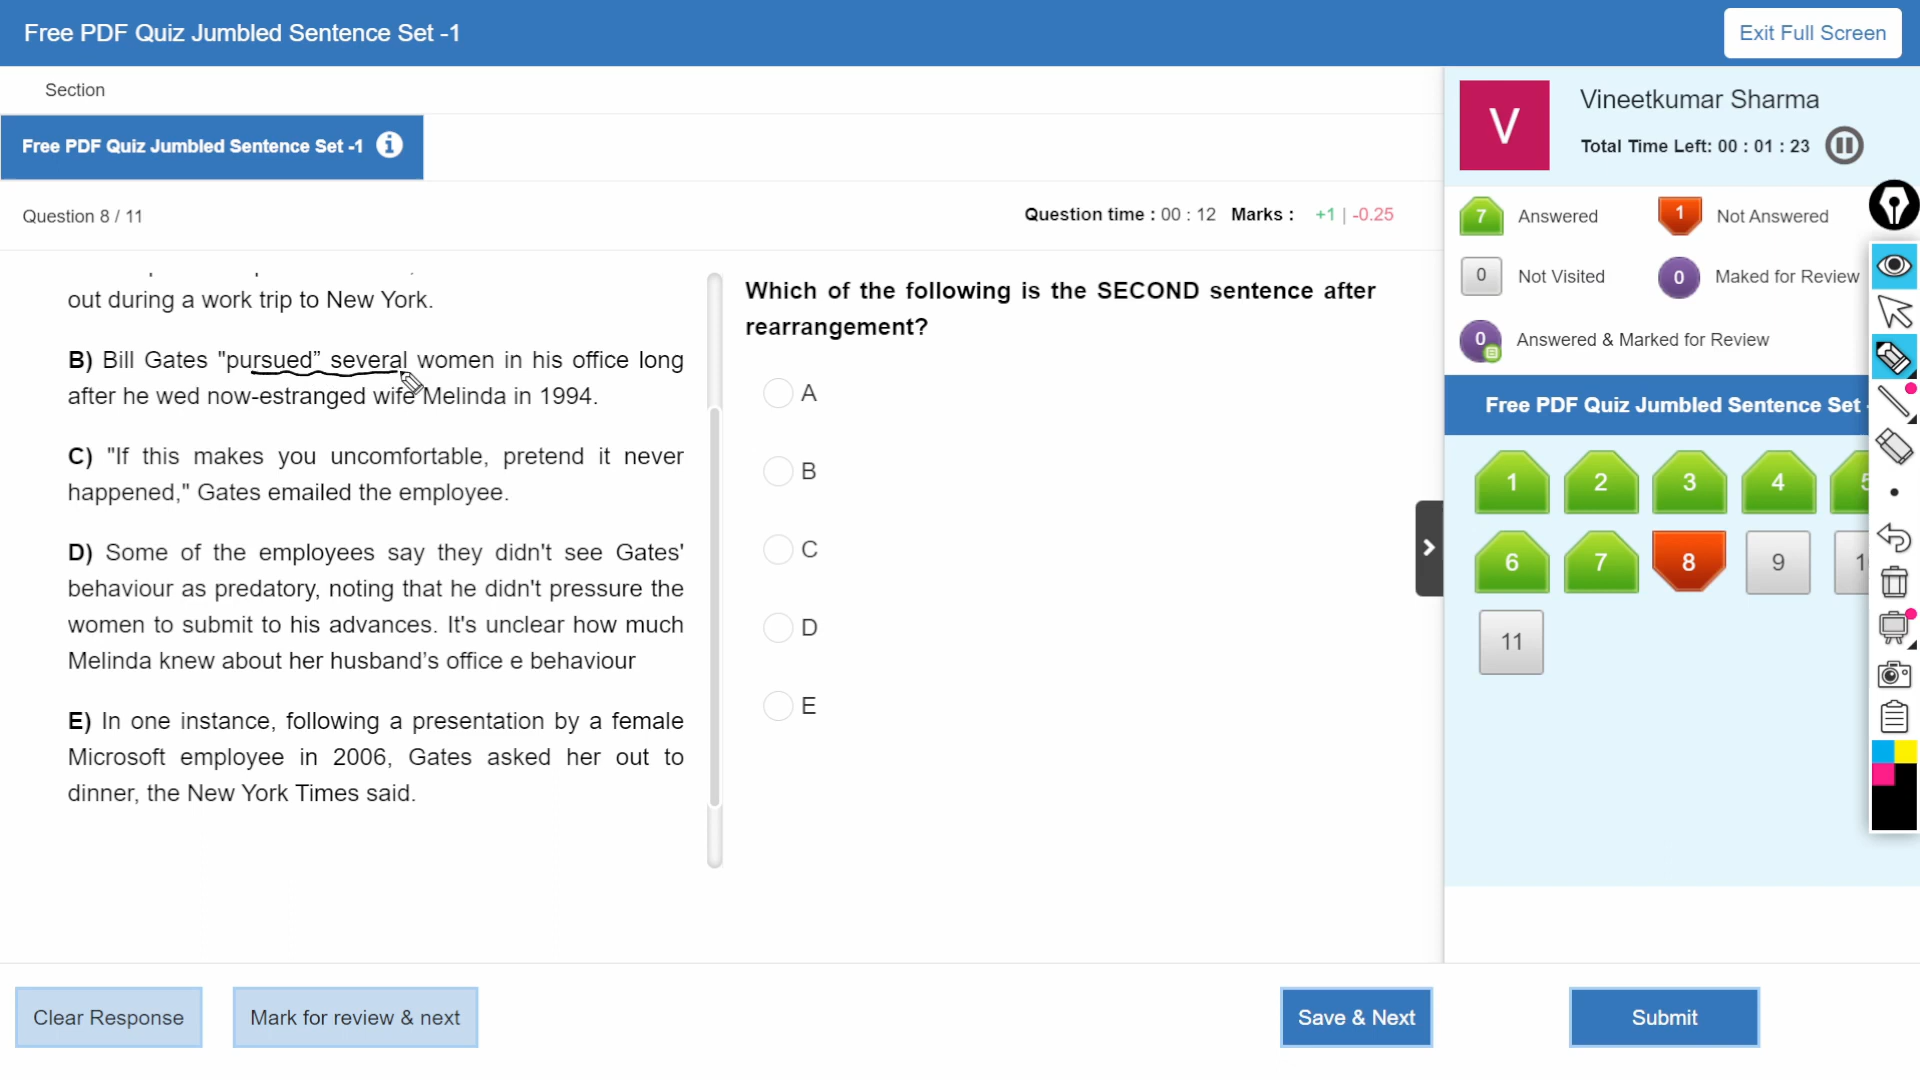 Free PDF Quiz Jumbled Sentence Set -1
Exit Full Screen
Section
Free PDF Quiz Jumbled Sentence Set -1
Question 8 / 11
Question time : 00 : 12 Marks : +1 | -0.25
out during a work trip to New York.
B) Bill Gates "pursued” several women in his office long
after he wed now-estranged wife Melinda in 1994.
C) "If this makes you uncomfortable, pretend it never
happened," Gates emailed the employee.
D) Some of the employees say they didn't see Gates'
behaviour as predatory, noting that he didn't pressure the
women to submit to his advances. It's unclear how much
Melinda knew about her husband’s office e behaviour
E) In one instance, following a presentation by a female
Microsoft employee in 2006, Gates asked her out to
dinner, the New York Times said.
Which of the following is the SECOND sentence after
rearrangement?
A
B
C
D
E
V
Vineetkumar Sharma
Total Time Left: 00 : 01 : 23
7 Answered
1 Not Answered
0 Not Visited
0 Maked for Review
0 Answered & Marked for Review
Free PDF Quiz Jumbled Sentence Set -
1 2 3 4 5
6 7 8 9
11
Clear Response
Mark for review & next
Save & Next
Submit